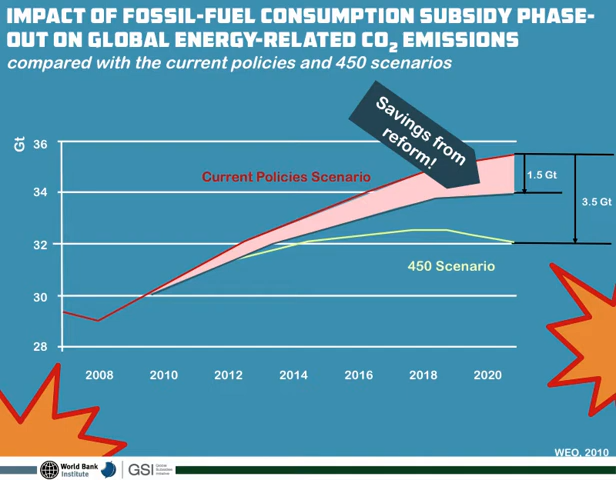 IMPACT OF FOSSIL-FUEL CONSUMPTION SUBSIDY PHASE-
OUT ON GLOBAL ENERGY-RELATED CO2 EMISSIONS
compared with the current policies and 450 scenarios
Gt
36
34
32
30
28
Savings from
reform!
Current Policies Scenario
1.5 Gt
3.5 Gt
450 Scenario
2008 2010 2012 2014 2016 2018 2020
WEO, 2010
World Bank
Institute
GSI